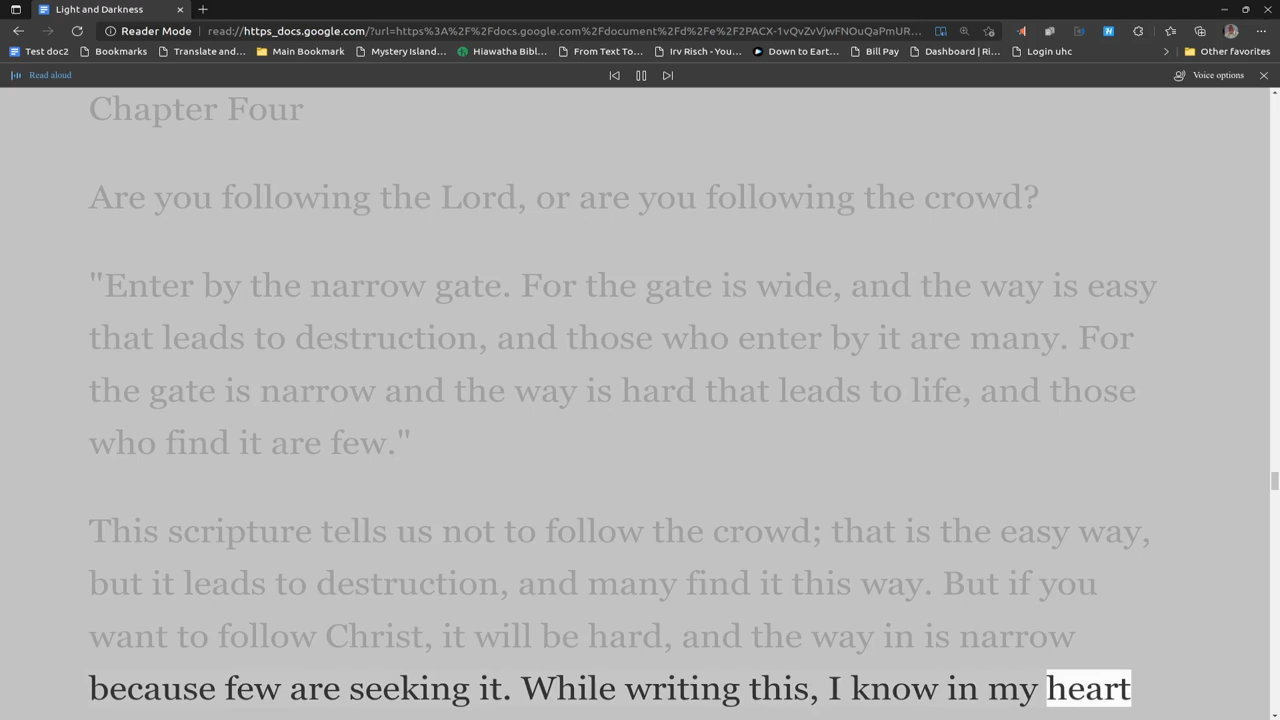 Light and Darkness
Reader Mode
read://https_docs.google.com/?url=https%3A%2F%2Fdocs.google.com%2Fdocument%2Fd%2Fe%2F2PACX-1vQvZvVjwFNOuQaPmUR...
Test doc2 Bookmarks Translate and... Main Bookmark Mystery Island... Hiawatha Bibl... From Text To... Irv Risch - You... Down to Eart... Bill Pay Dashboard | Ri... Login uhc Other favorites
Read aloud Voice options
Chapter Four
Are you following the Lord, or are you following the crowd?
"Enter by the narrow gate. For the gate is wide, and the way is easy
that leads to destruction, and those who enter by it are many. For
the gate is narrow and the way is hard that leads to life, and those
who find it are few."
This scripture tells us not to follow the crowd; that is the easy way,
but it leads to destruction, and many find it this way. But if you
want to follow Christ, it will be hard, and the way in is narrow
because few are seeking it. While writing this, I know in my heart